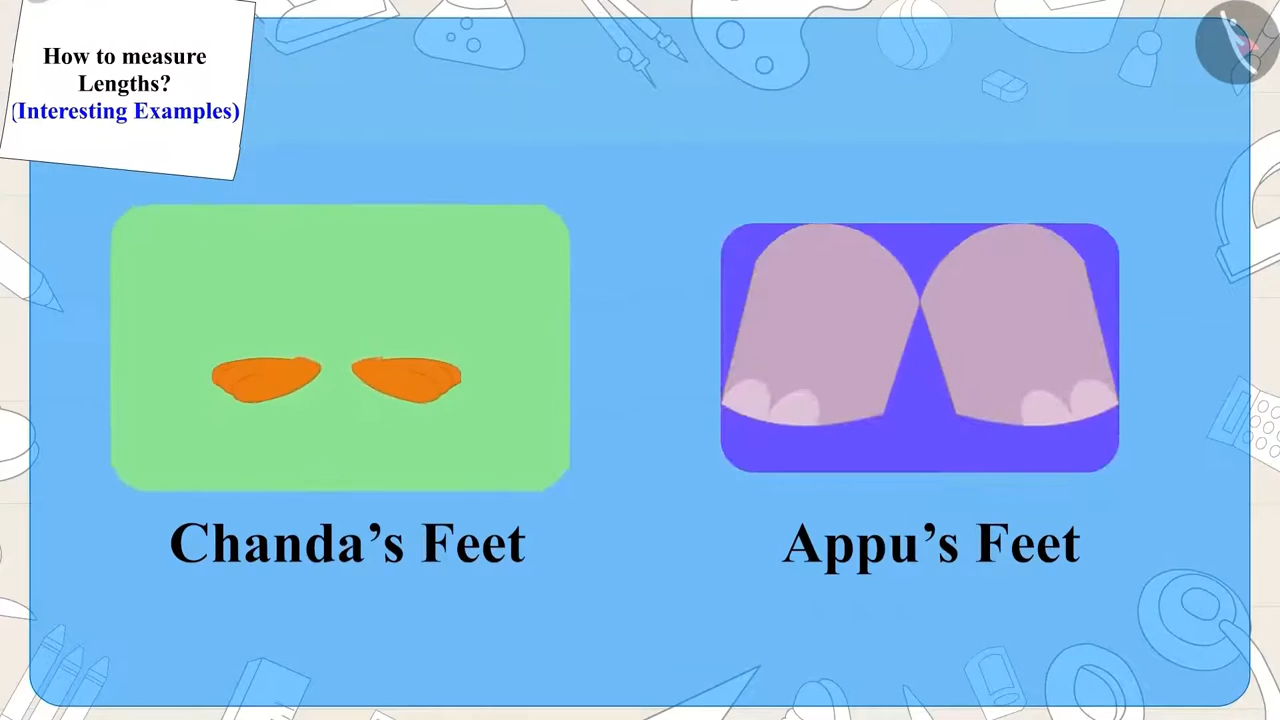 How to measure
Lengths?
(Interesting Examples)
Chanda’s Feet
Appu’s Feet